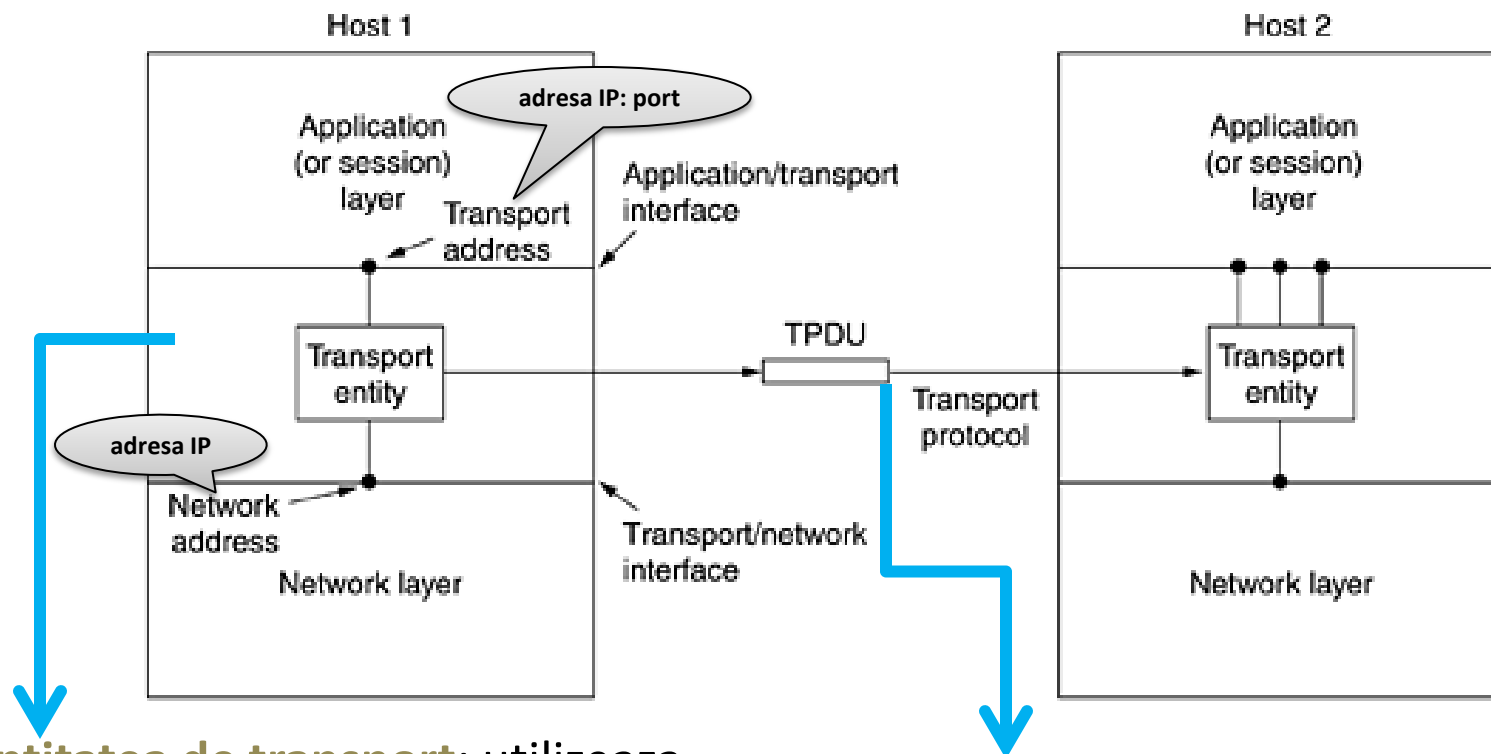 Host 1
Host 2
adresa IP: port
Application
(or session)
layer
Transport
address
Application/transport
interface
Application
(or session)
layer
Transport
entity
TPDU
Transport
protocol
Transport
entity
adresa IP
Network
address
Transport/network
interface
Network layer
Network layer
de transport: utilizeaza